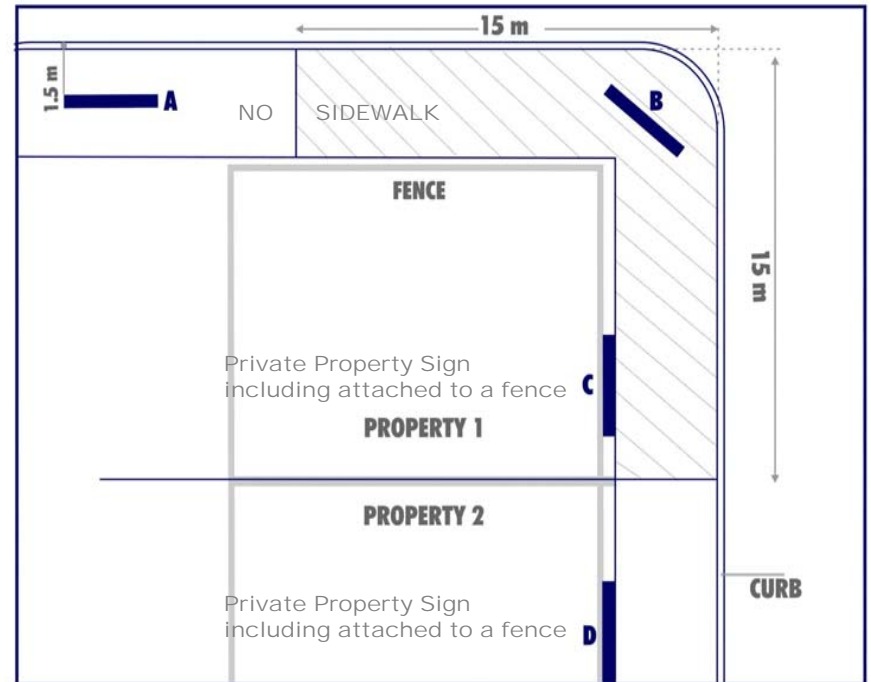 15 m
1.5 m
A
B
NO SIDEWALK
FENCE
15 m
Private Property Sign
including attached to a fence
C
PROPERTY 1
PROPERTY 2
CURB
Private Property Sign
including attached to a fence
D